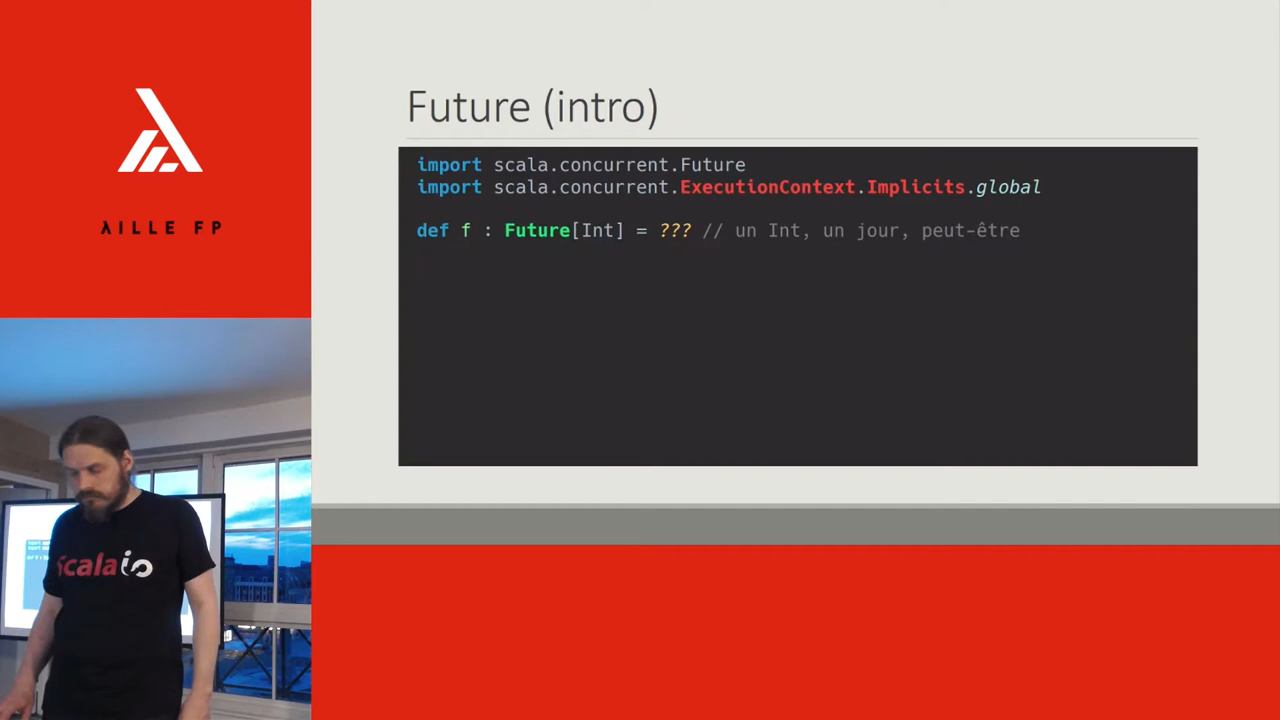 λILLE FP
Future (intro)
import scala.concurrent.Future
import scala.concurrent.ExecutionContext.Implicits.global
def f : Future[Int] = ??? // un Int, un jour, peut-être
Scala io